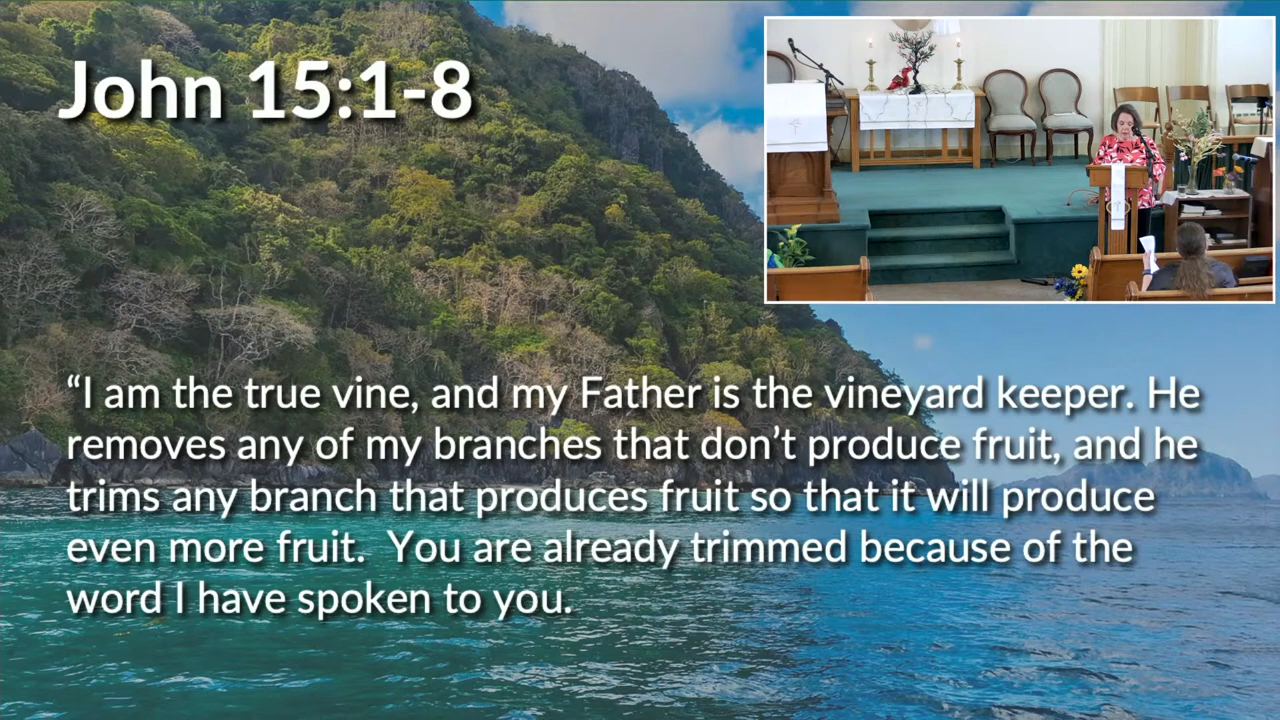 John 15:1-8
“I am the true vine, and my Father is the vineyard keeper. He
removes any of my branches that don’t produce fruit, and he
trims any branch that produces fruit so that it will produce
even more fruit.  You are already trimmed because of the
word I have spoken to you.